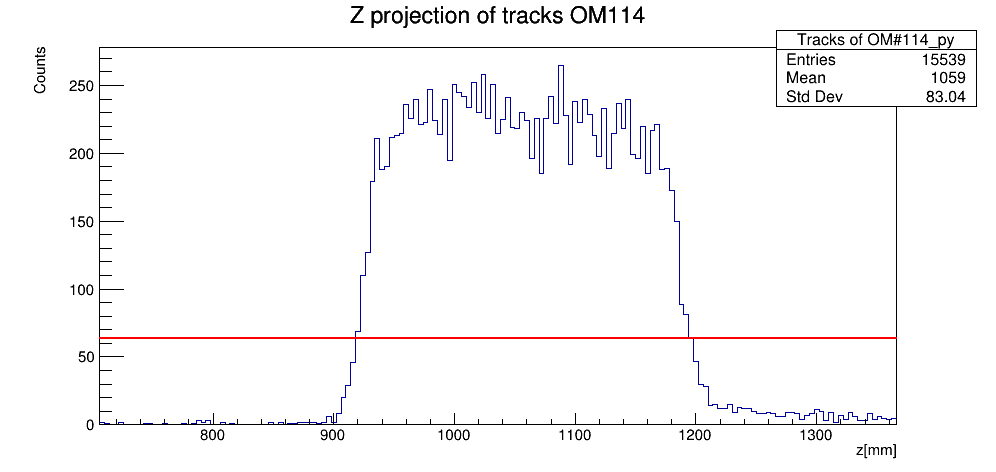 Z projection of tracks OM114
Tracks of OM#114_py
Entries 15539
Mean 1059
Std Dev 83.04
Counts
250
200
150
100
50
0
800 900 1000 1100 1200 1300
z[mm]